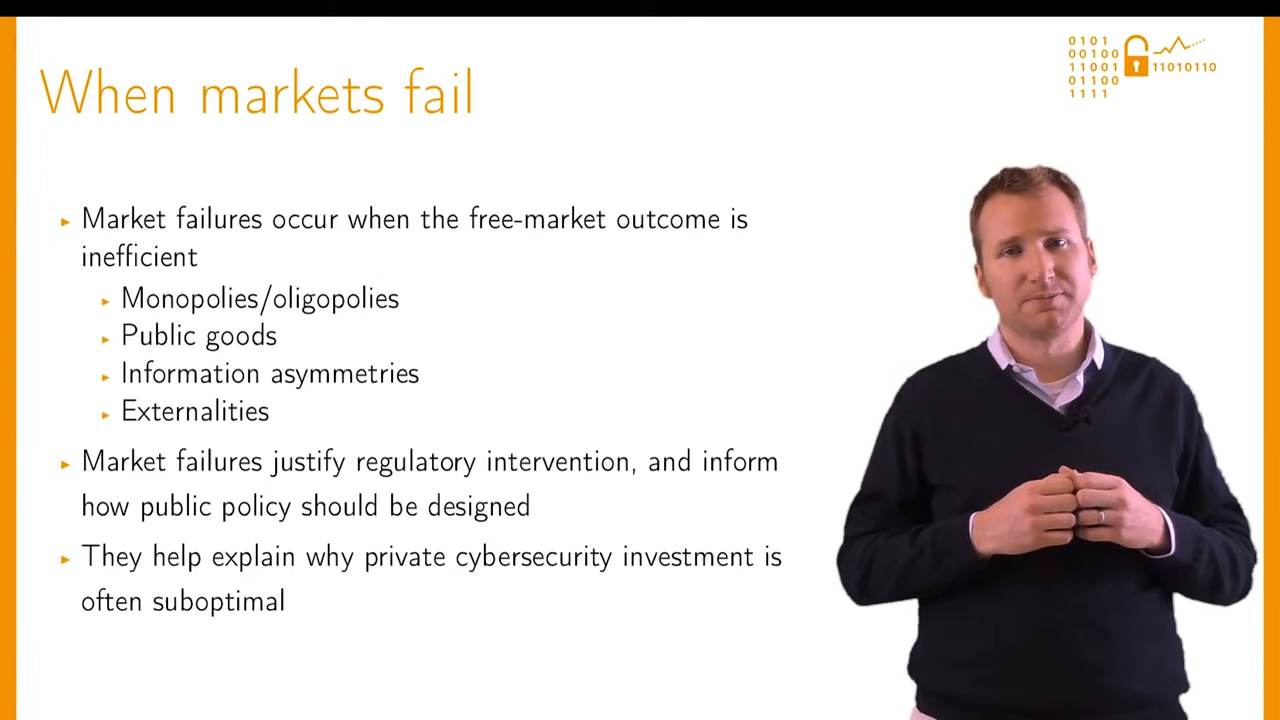 When markets fail
0101
00100
11001
01100
1111
11010110
Market failures occur when the free-market outcome is
inefficient
Monopolies/oligopolies
Public goods
Information asymmetries
Externalities
Market failures justify regulatory intervention, and inform
how public policy should be designed
They help explain why private cybersecurity investment is
often suboptimal